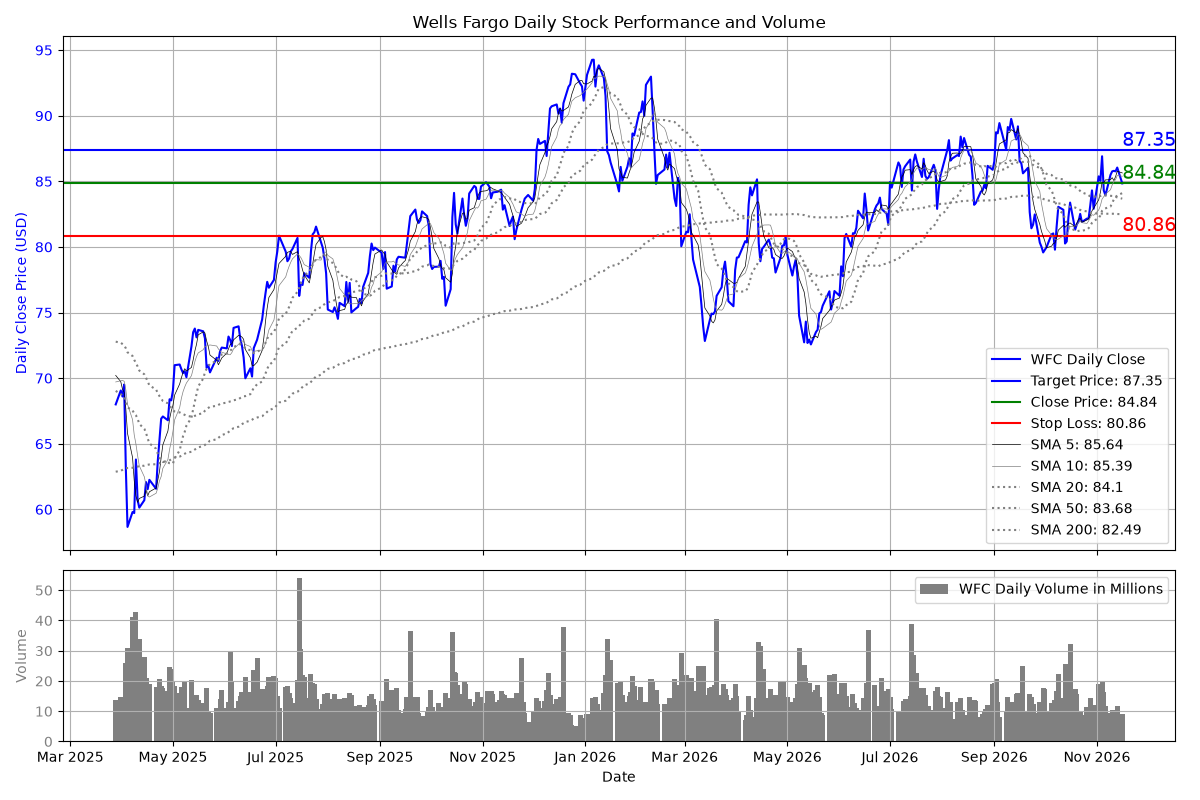 Wells Fargo Daily Stock Performance and Volume
Daily Close Price (USD)
95
90
85
80
75
70
65
60
87.35
84.84
80.86
WFC Daily Close
Target Price: 87.35
Close Price: 84.84
Stop Loss: 80.86
SMA 5: 85.64
SMA 10: 85.39
SMA 20: 84.1
SMA 50: 83.68
SMA 200: 82.49
Volume
50
40
30
20
10
0
WFC Daily Volume in Millions
Mar 2025
May 2025
Jul 2025
Sep 2025
Nov 2025
Jan 2026
Mar 2026
May 2026
Jul 2026
Sep 2026
Nov 2026
Date